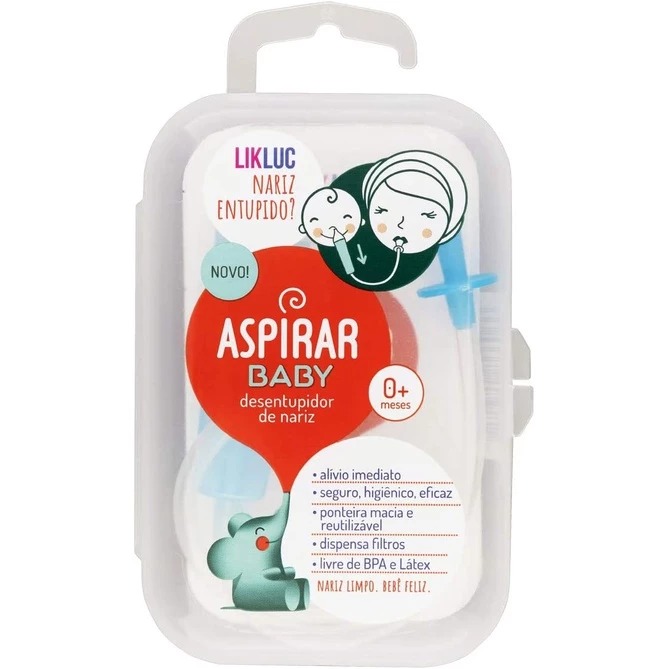 LIKLUC
NARIZ
ENTUPIDO?
NOVO!
ASPIRAR
BABY
desentupidor
de nariz
0+
meses
• alívio imediato
• seguro, higiênico, eficaz
• ponteira macia e
reutilizável
• dispensa filtros
• livre de BPA e Látex
NARIZ LIMPO. BEBÊ FELIZ.